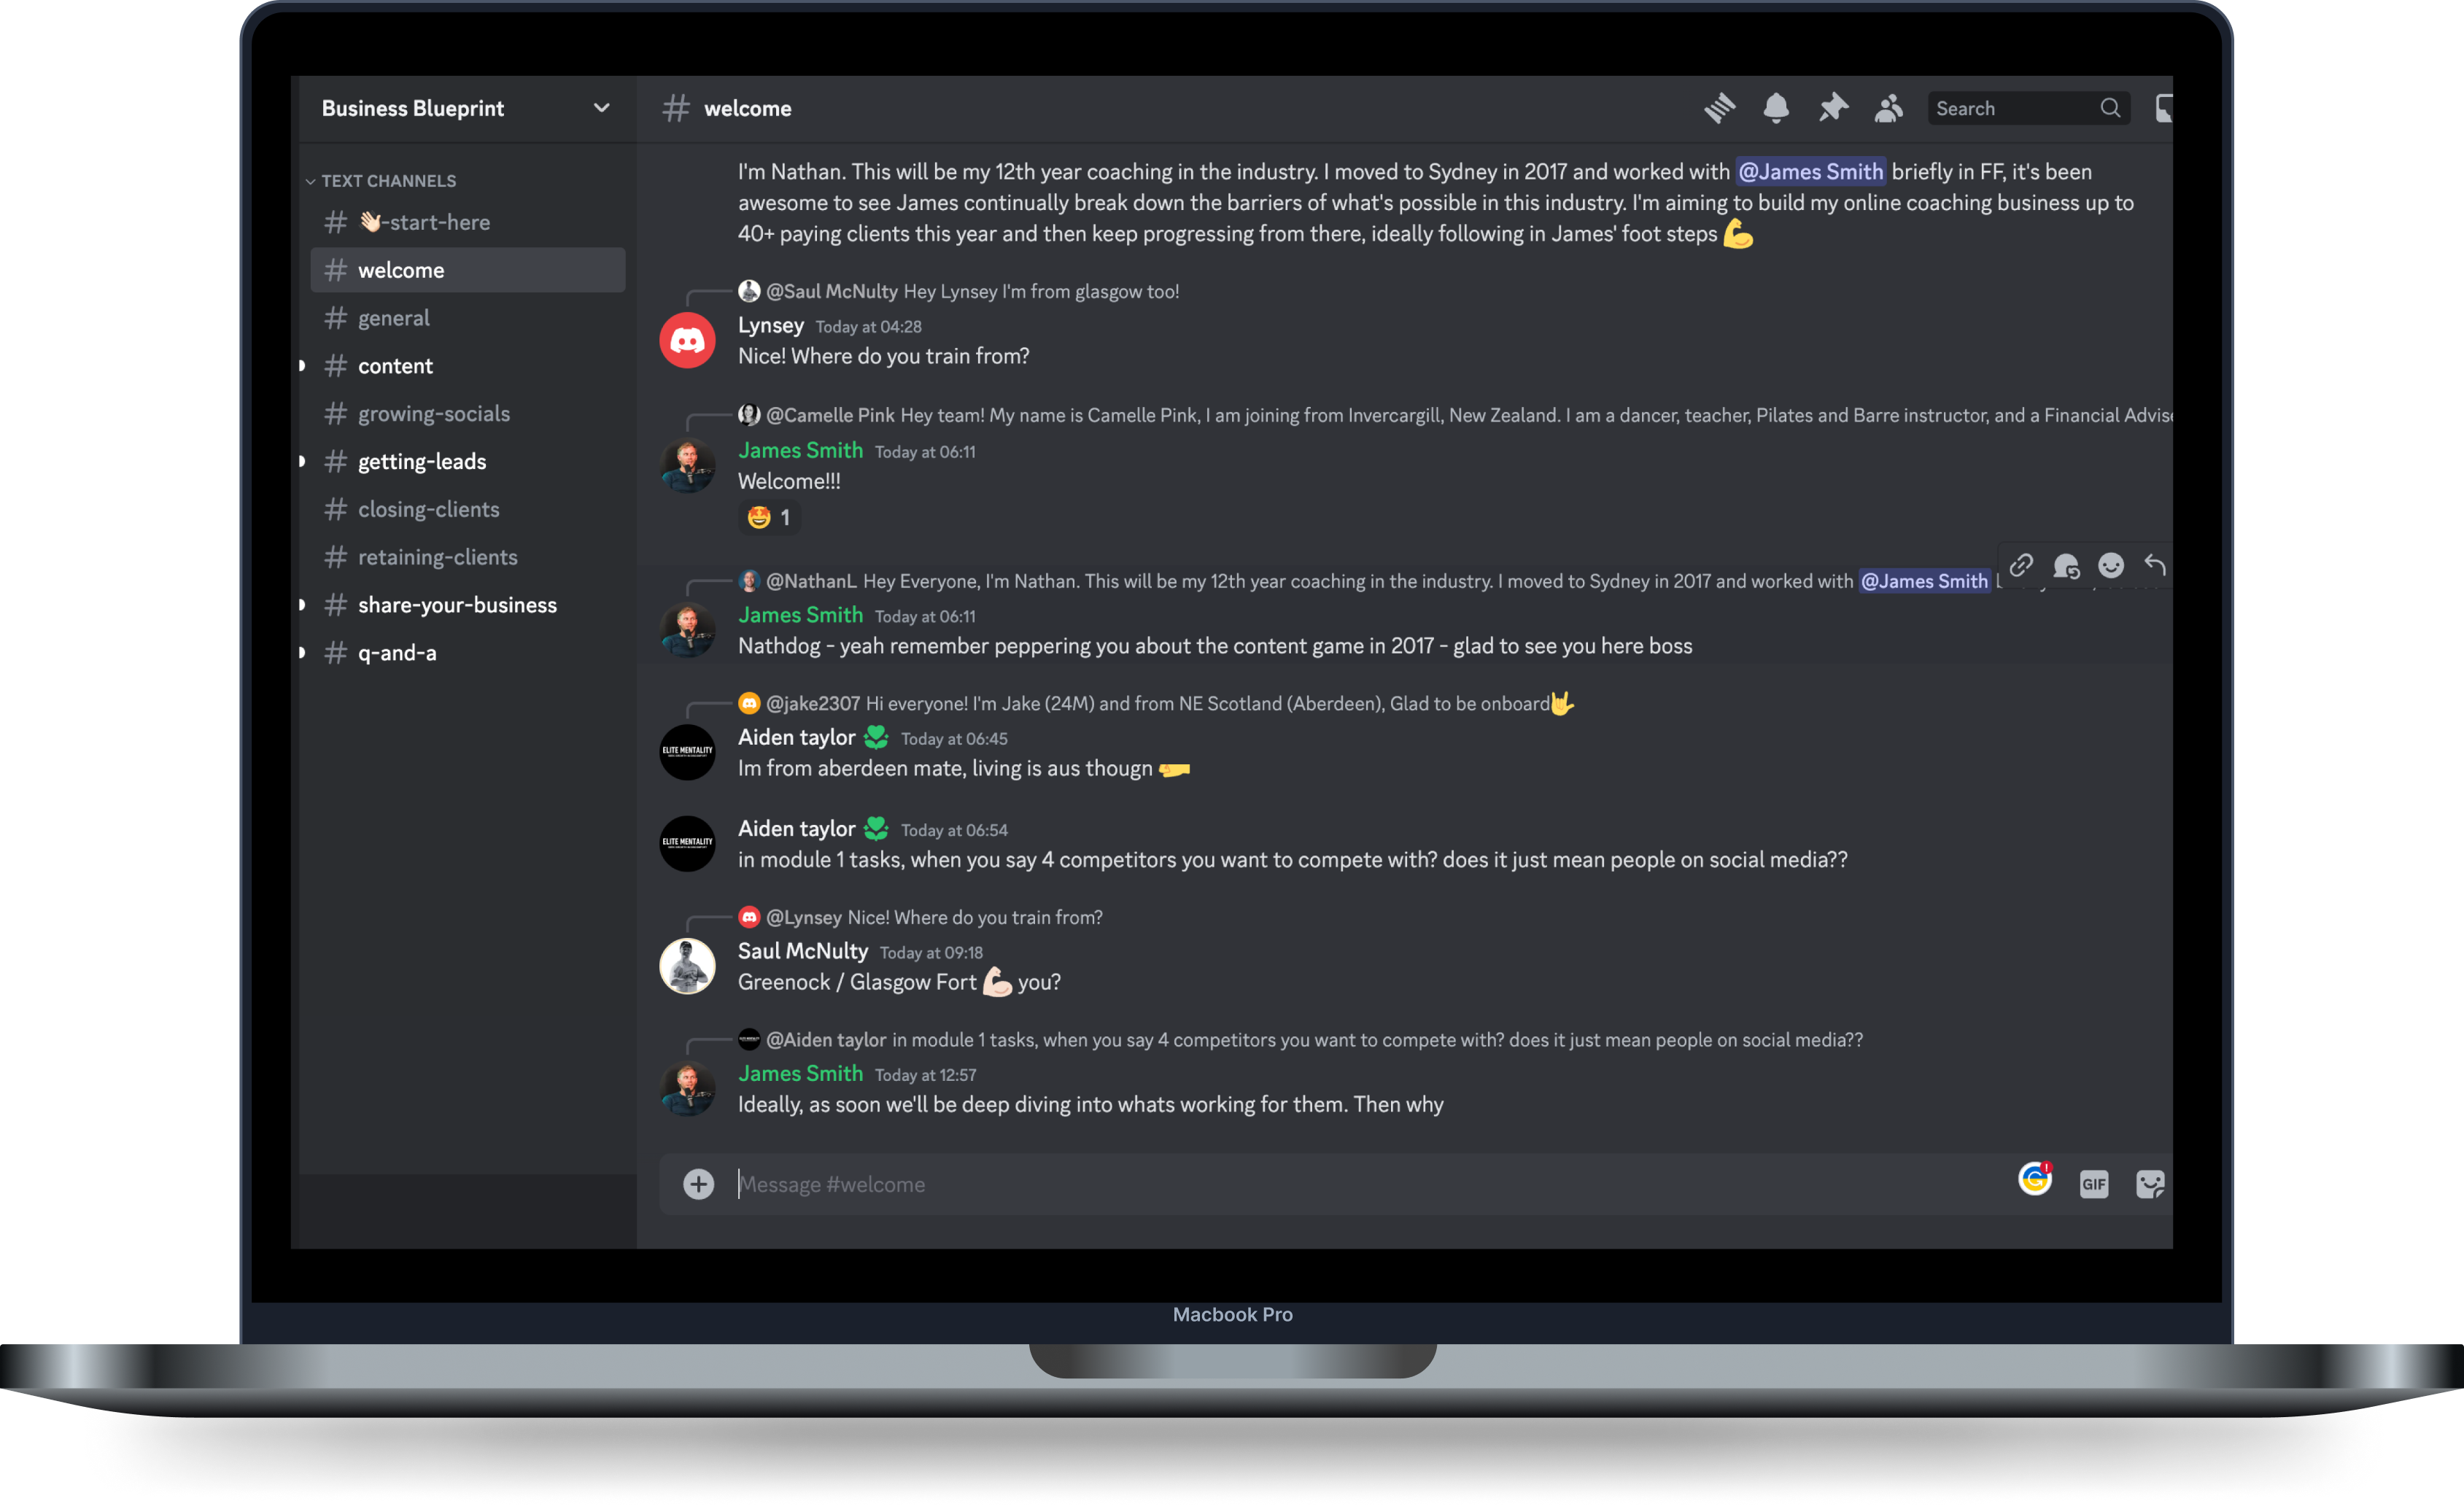 Business Blueprint
# welcome
Search
TEXT CHANNELS
# 👋🏻-start-here
# welcome
# general
# content
# growing-socials
# getting-leads
# closing-clients
# retaining-clients
# share-your-business
# q-and-a
I'm Nathan. This will be my 12th year coaching in the industry. I moved to Sydney in 2017 and worked with @James Smith briefly in FF, it's been
awesome to see James continually break down the barriers of what's possible in this industry. I'm aiming to build my online coaching business up to
40+ paying clients this year and then keep progressing from there, ideally following in James' foot steps 💪
@Saul McNulty Hey Lynsey I'm from glasgow too!
Lynsey Today at 04:28
Nice! Where do you train from?
@Camelle Pink Hey team! My name is Camelle Pink, I am joining from Invercargill, New Zealand. I am a dancer, teacher, Pilates and Barre instructor, and a Financial Advise
James Smith Today at 06:11
Welcome!!!
🤩 1
@NathanL Hey Everyone, I'm Nathan. This will be my 12th year coaching in the industry. I moved to Sydney in 2017 and worked with @James Smith
James Smith Today at 06:11
Nathdog - yeah remember peppering you about the content game in 2017 - glad to see you here boss
@jake2307 Hi everyone! I'm Jake (24M) and from NE Scotland (Aberdeen), Glad to be onboard🤟
ELITE MENTALITY
Aiden taylor Today at 06:45
Im from aberdeen mate, living is aus thougn 🤛
ELITE MENTALITY
Aiden taylor Today at 06:54
in module 1 tasks, when you say 4 competitors you want to compete with? does it just mean people on social media??
@Lynsey Nice! Where do you train from?
Saul McNulty Today at 09:18
Greenock / Glasgow Fort 💪🏻 you?
@Aiden taylor in module 1 tasks, when you say 4 competitors you want to compete with? does it just mean people on social media??
James Smith Today at 12:57
Ideally, as soon we'll be deep diving into whats working for them. Then why
Message #welcome
GIF
Macbook Pro